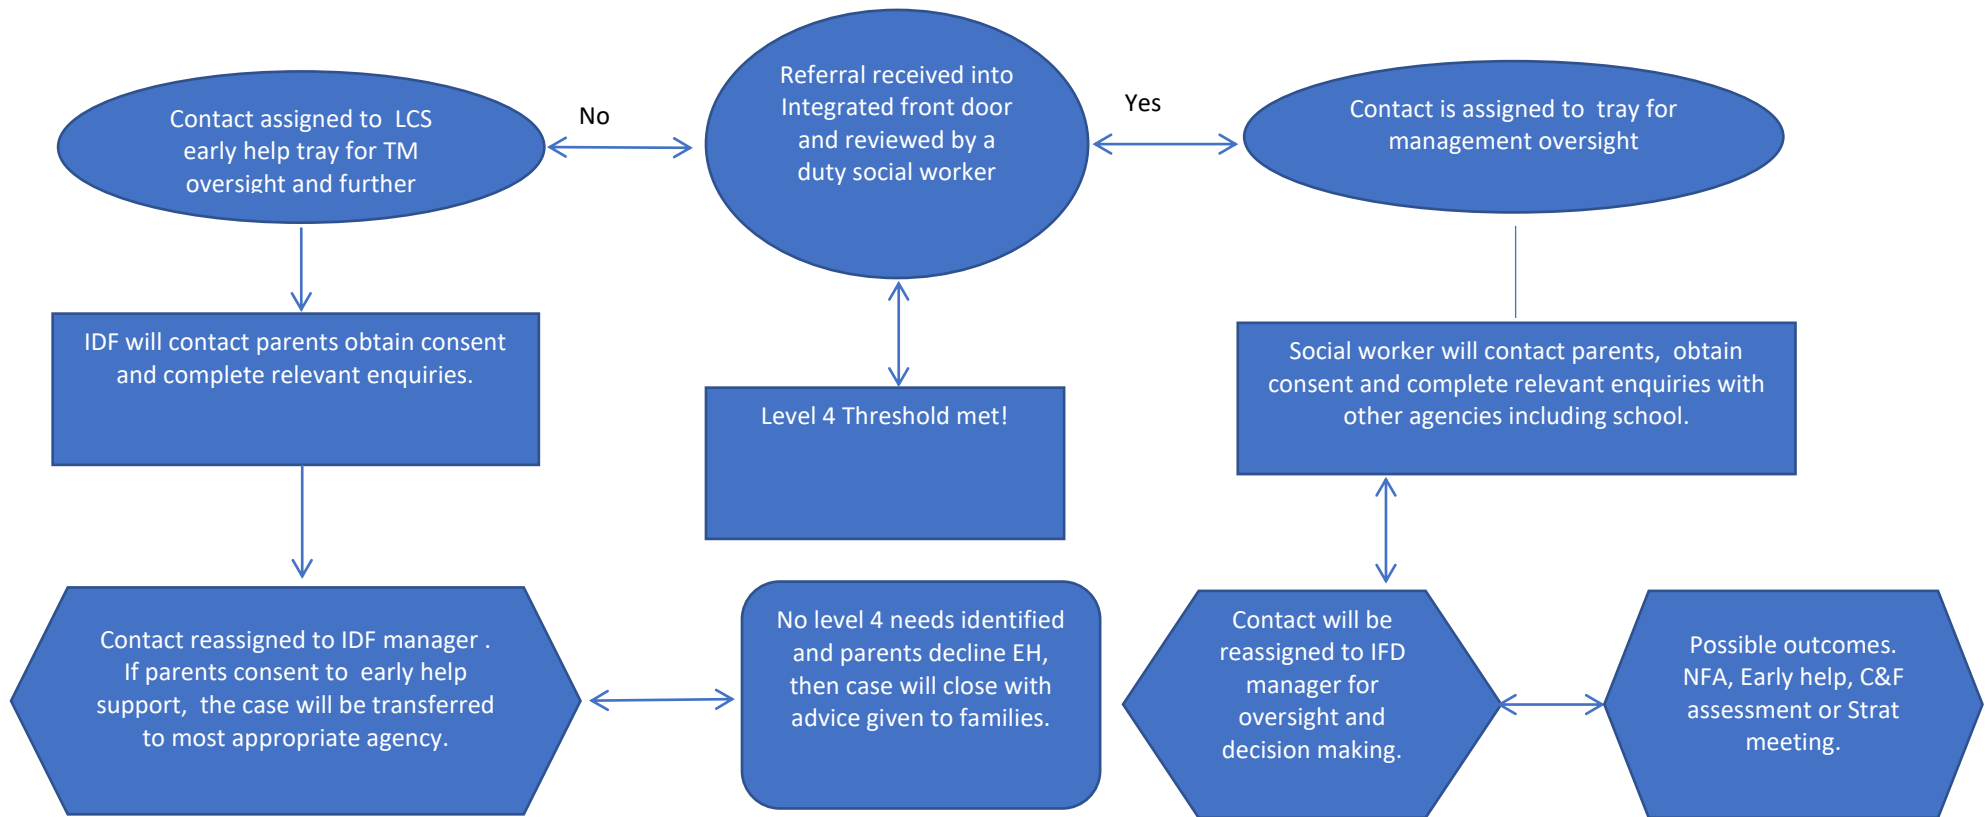 Contact assigned to LCS
early help tray for TM
oversight and further
No
Referral received into
Integrated front door
and reviewed by a
duty social worker
Yes
Contact is assigned to tray for
management oversight
IDF will contact parents obtain consent
and complete relevant enquiries.
Level 4 Threshold met!
Social worker will contact parents, obtain
consent and complete relevant enquiries with
other agencies including school.
Contact reassigned to IDF manager .
If parents consent to early help
support, the case will be transferred
to most appropriate agency.
No level 4 needs identified
and parents decline EH,
then case will close with
advice given to families.
Contact will be
reassigned to IFD
manager for
oversight and
decision making.
Possible outcomes.
NFA, Early help, C&F
assessment or Strat
meeting.